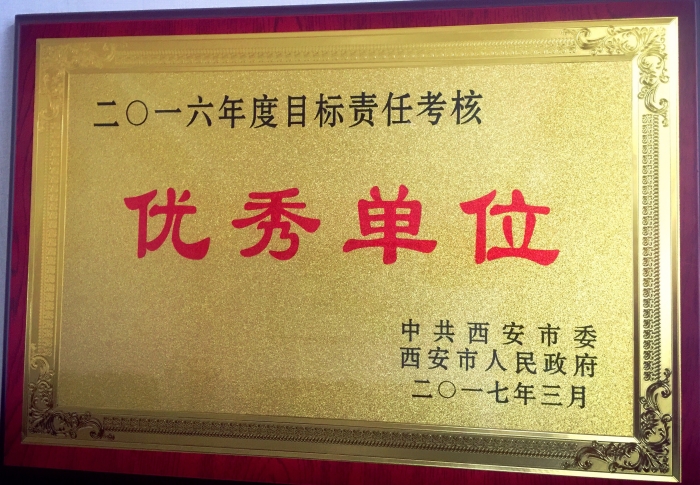 二〇一六年度目标责任考核
优秀单位
中共西安市委
西安市人民政府
二〇一七年三月